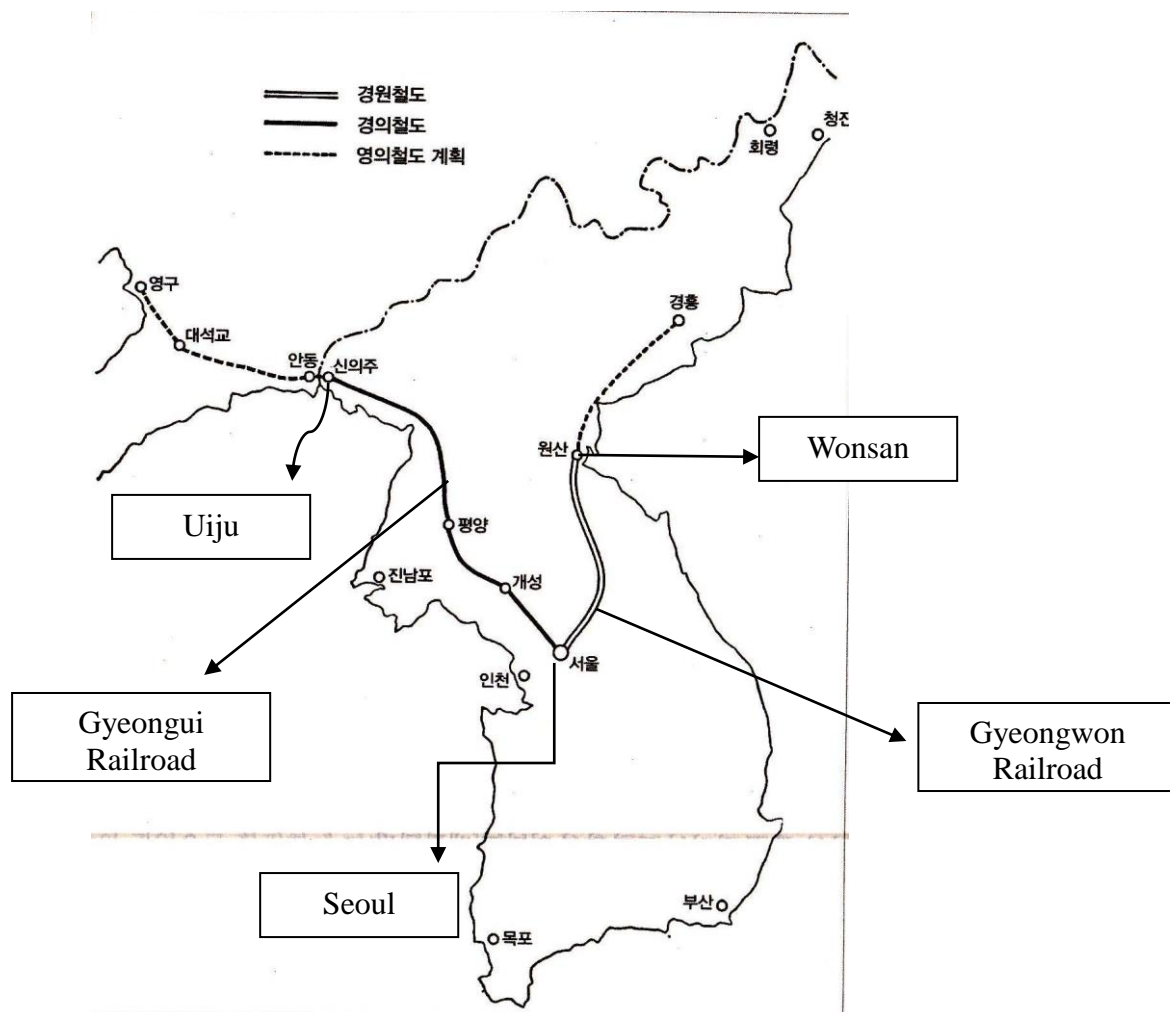 경원철도
경의철도
영의철도 계획
청진
회령
영구
경흥
대석교
안동
신의주
원산
Wonsan
Uiju
평양
진남포
개성
서울
인천
Gyeongui
Railroad
Gyeongwon
Railroad
Seoul
부산
목포